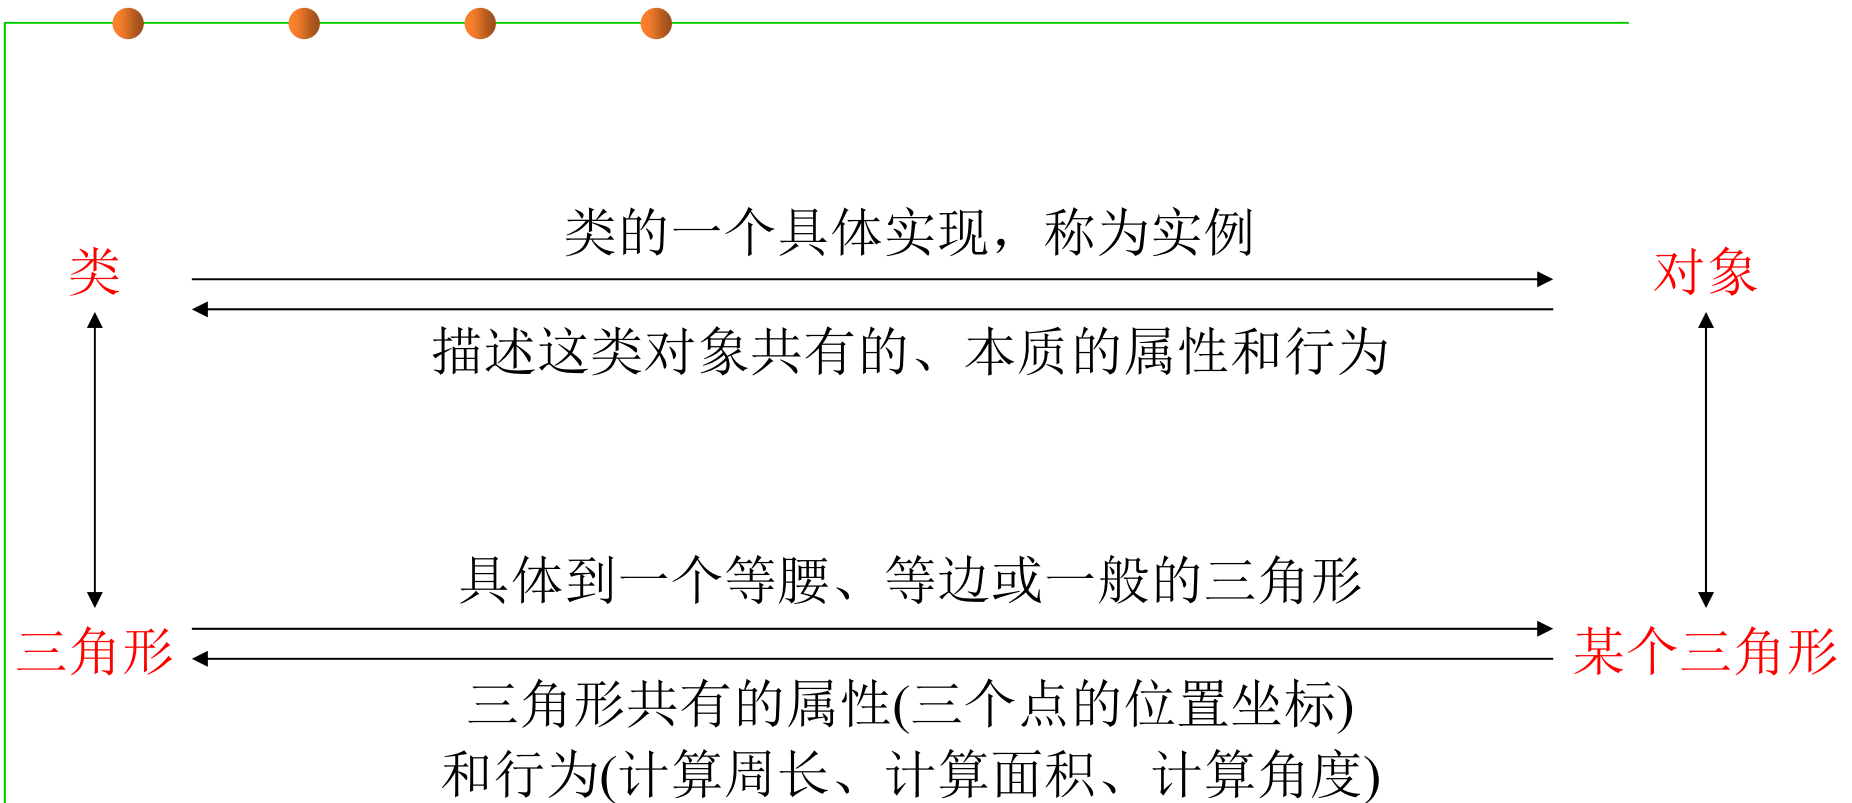 类的一个具体实现，称为实例
类
对象
描述这类对象共有的、本质的属性和行为
具体到一个等腰、等边或一般的三角形
三角形
某个三角形
三角形共有的属性(三个点的位置坐标)
和行为(计算周长、计算面积、计算角度)